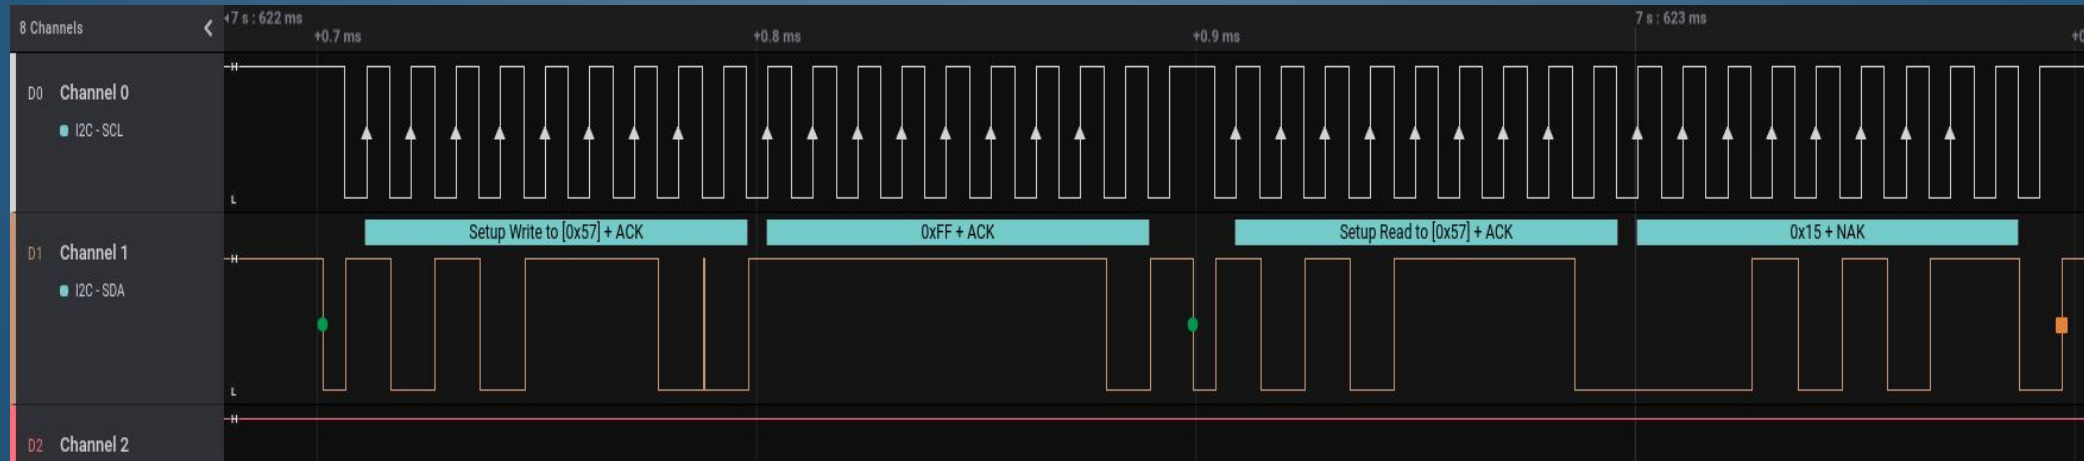 8 Channels
7 s : 622 ms
7 s : 623 ms
+0.7 ms
+0.8 ms
+0.9 ms
+0
D0 Channel 0
I2C - SCL
H
L
Setup Write to [0x57] + ACK
0xFF + ACK
Setup Read to [0x57] + ACK
0x15 + NAK
D1 Channel 1
I2C - SDA
H
L
H
D2 Channel 2